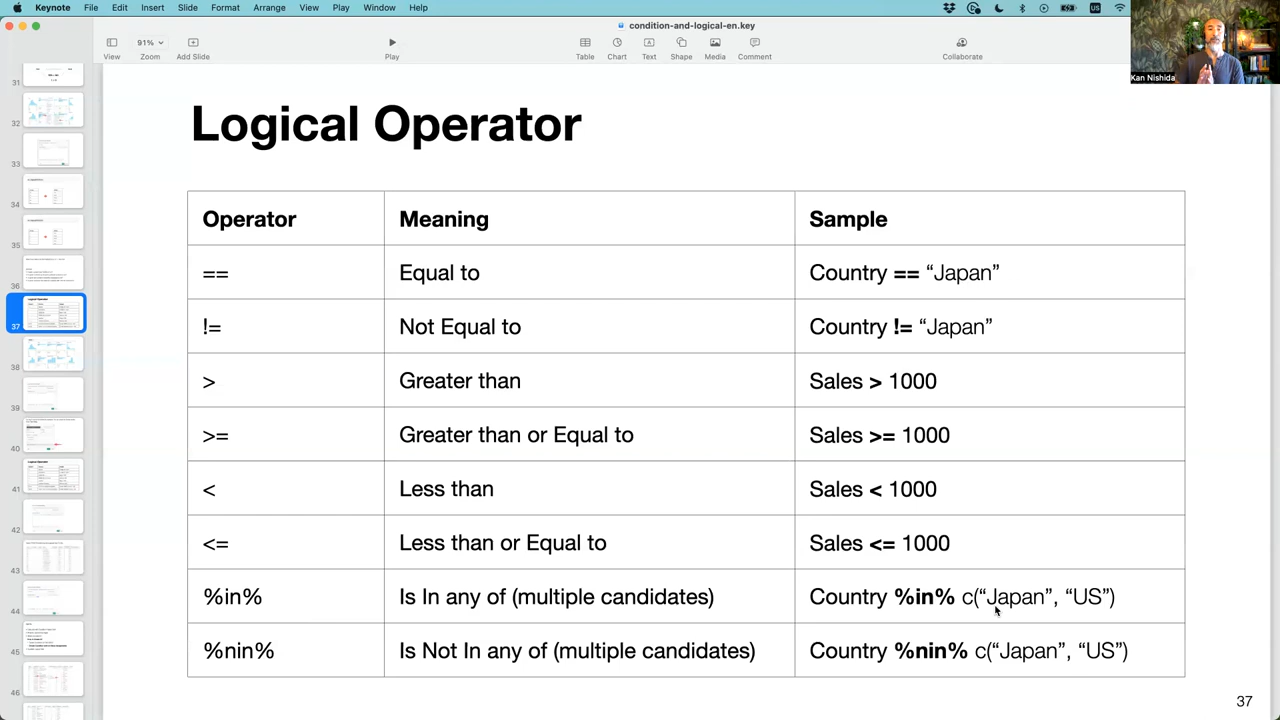 Keynote File Edit Insert Slide Format Arrange View Play Window Help
condition-and-logical-en.key
91%
View Zoom Add Slide Play Table Chart Text Shape Media Comment Collaborate
Kan Nishida
31
32
33
34
35
36
37
38
39
40
41
42
43
44
45
46
Logical Operator
Operator Meaning Sample
== Equal to Country == “Japan”
!= Not Equal to Country != “Japan”
> Greater than Sales > 1000
>= Greater than or Equal to Sales >= 1000
< Less than Sales < 1000
<= Less than or Equal to Sales <= 1000
%in% Is In any of (multiple candidates) Country %in% c(“Japan”, “US”)
%nin% Is Not In any of (multiple candidates) Country %nin% c(“Japan”, “US”)
37